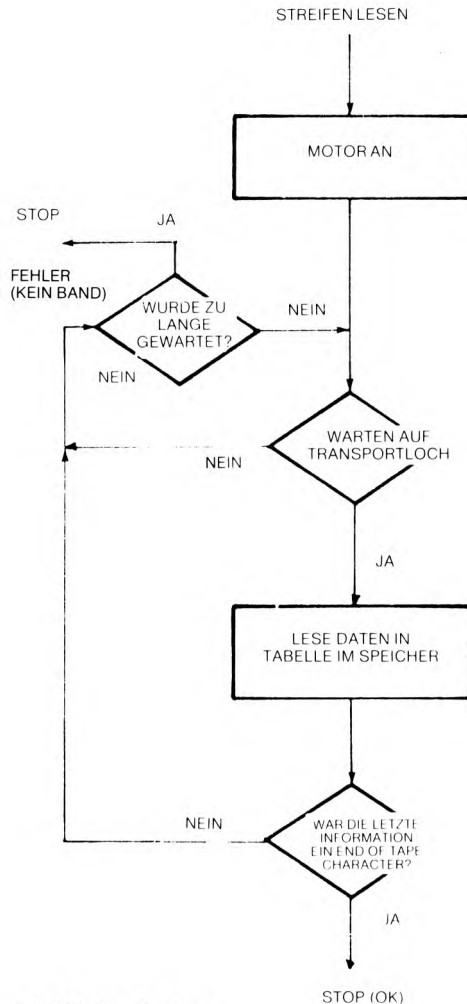 STREIFEN LESEN
MOTOR AN
STOP
JA
FEHLER
(KEIN BAND)
WURDE ZU
LANGE
GEWARTET?
NEIN
NEIN
WARTEN AUF
TRANSPORTLOCH
NEIN
JA
LESE DATEN IN
TABELLE IM SPEICHER
WAR DIE LETZTE
INFORMATION
EIN END OF TAPE
CHARACTER?
NEIN
JA
STOP (OK)